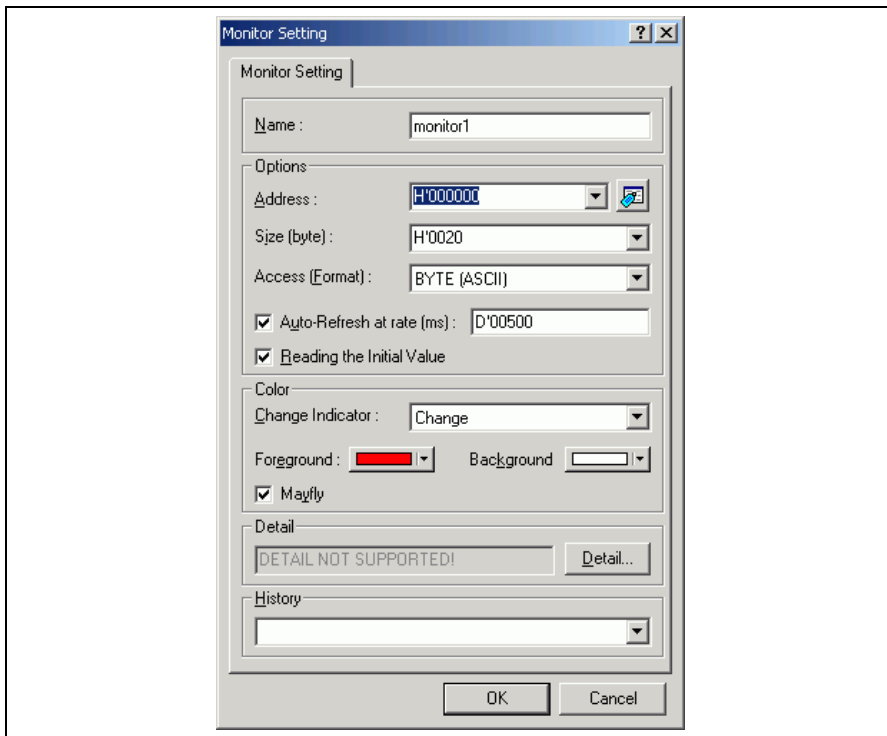 Monitor Setting
Monitor Setting
Name : monitor1
Options
Address : H'000000
Size (byte) : H'0020
Access (Format) : BYTE (ASCII)
Auto-Refresh at rate (ms) : D'00500
Reading the Initial Value
Color
Change Indicator : Change
Foreground : Background
Mayfly
Detail
DETAIL NOT SUPPORTED! Detail...
History
OK Cancel